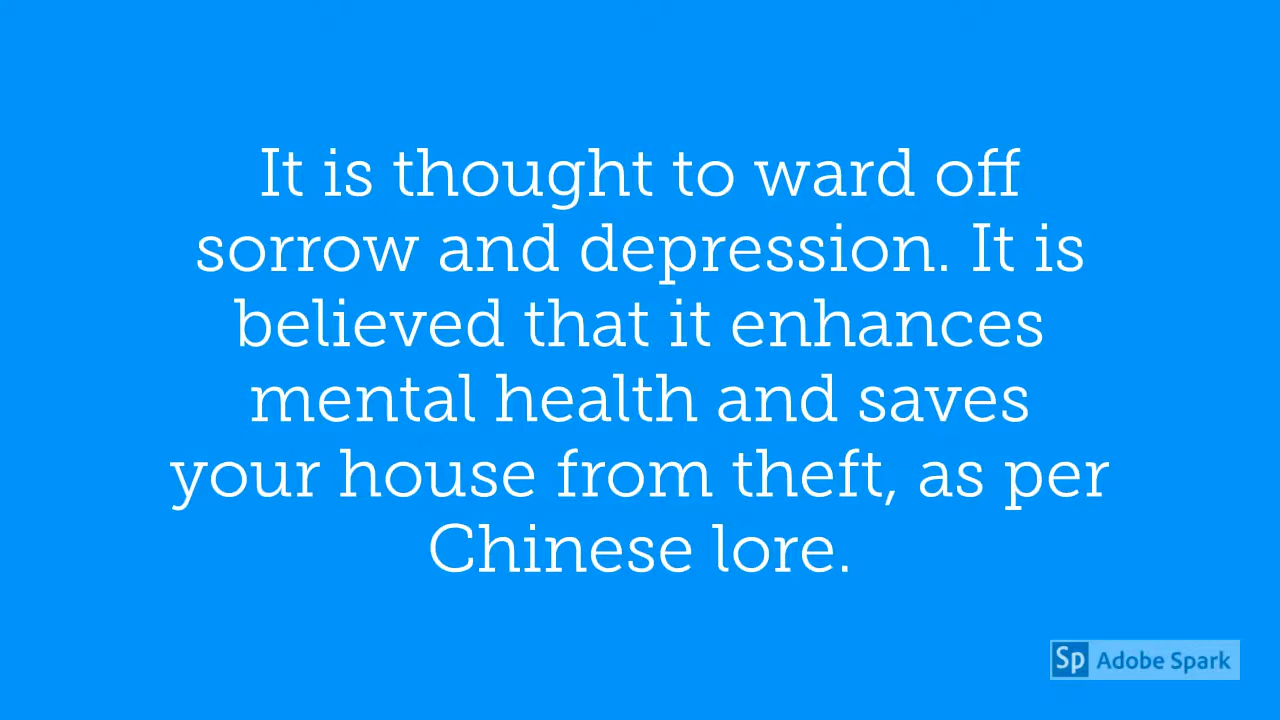 It is thought to ward off
sorrow and depression. It is
believed that it enhances
mental health and saves
your house from theft, as per
Chinese lore.
Sp Adobe Spark